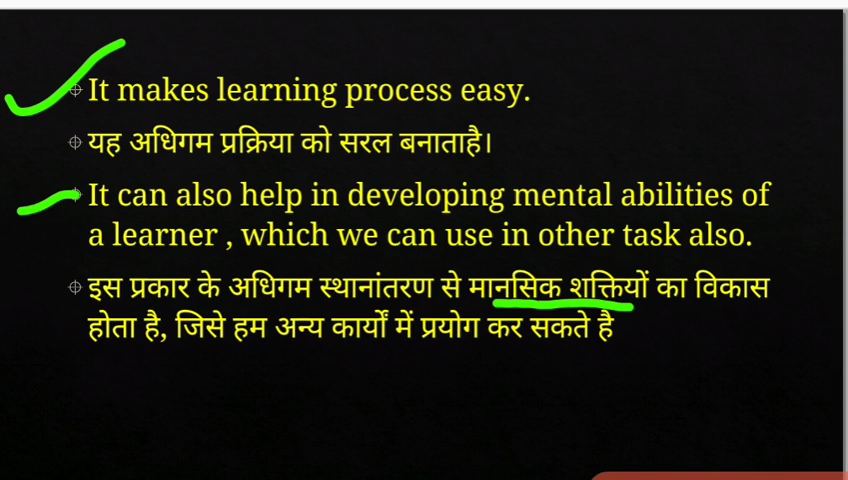 It makes learning process easy.
यह अधिगम प्रक्रिया को सरल बनाताहै।
It can also help in developing mental abilities of
a learner , which we can use in other task also.
इस प्रकार के अधिगम स्थानांतरण से मानसिक शक्तियों का विकास
होता है, जिसे हम अन्य कार्यों में प्रयोग कर सकते है